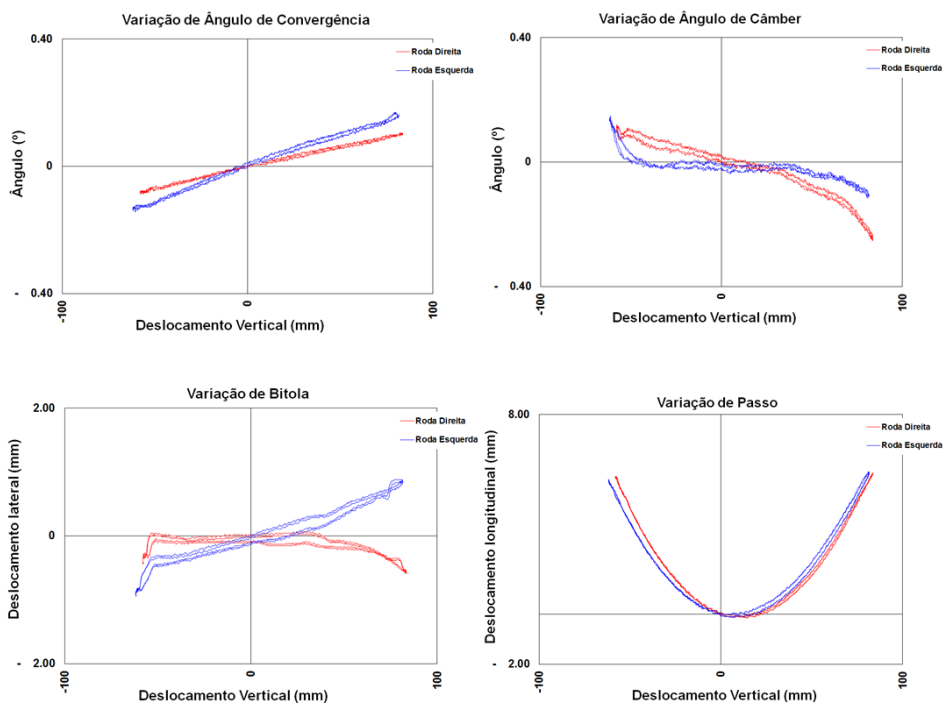 Variação de Ângulo de Convergência
0.40
Roda Direita
Roda Esquerda
Ângulo (º)
0
- 0.40
-100
0
100
Deslocamento Vertical (mm)
Variação de Ângulo de Câmber
0.40
Roda Direita
Roda Esquerda
Ângulo (º)
0
- 0.40
-100
0
100
Deslocamento Vertical (mm)
Variação de Bitola
2.00
Roda Direita
Roda Esquerda
Deslocamento lateral (mm)
0
- 2.00
-100
0
100
Deslocamento Vertical (mm)
Variação de Passo
8.00
Roda Direita
Roda Esquerda
Deslocamento longitudinal (mm)
- 2.00
-100
0
100
Deslocamento Vertical (mm)